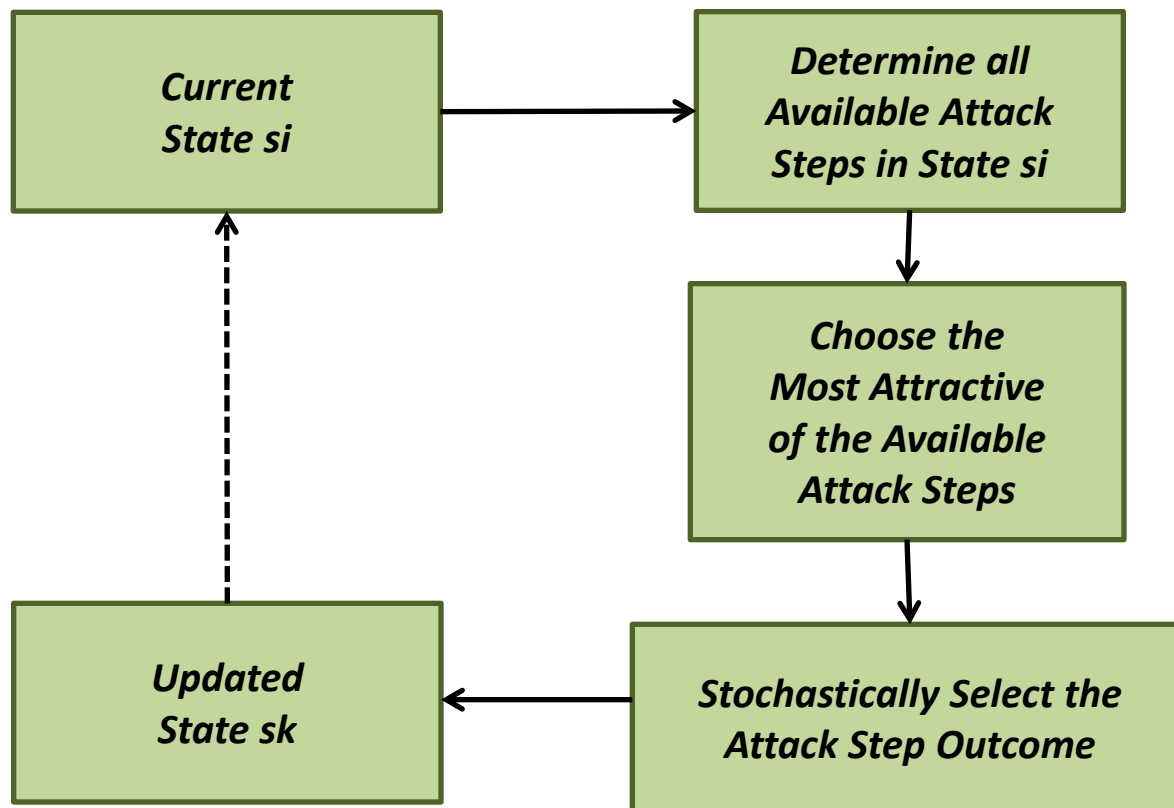 Current
State si
Determine all
Available Attack
Steps in State si
Choose the
Most Attractive
of the Available
Attack Steps
Stochastically Select the
Attack Step Outcome
Updated
State sk